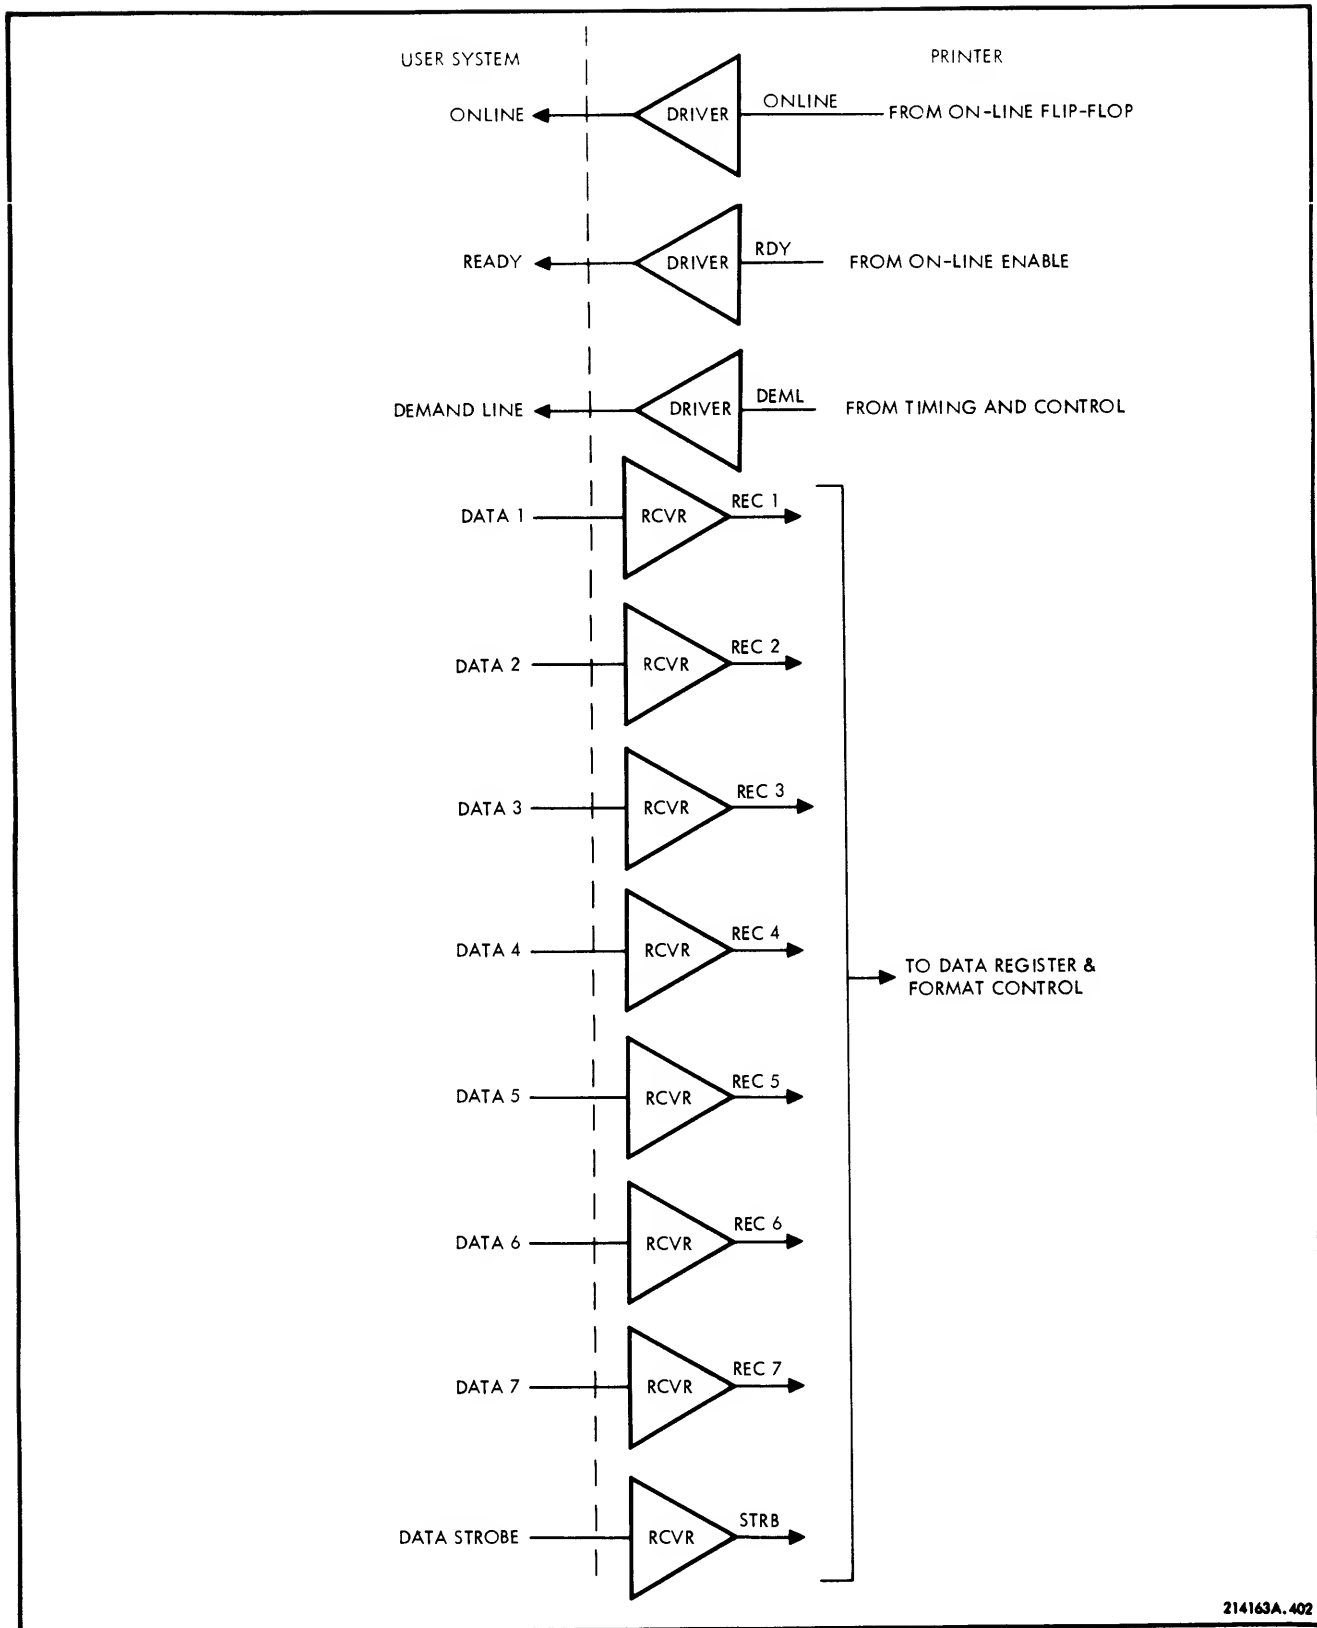 USER SYSTEM
PRINTER
ONLINE
DRIVER
ONLINE
FROM ON-LINE FLIP-FLOP
READY
DRIVER
RDY
FROM ON-LINE ENABLE
DEMAND LINE
DRIVER
DEML
FROM TIMING AND CONTROL
DATA 1
RCVR
REC 1
DATA 2
RCVR
REC 2
DATA 3
RCVR
REC 3
DATA 4
RCVR
REC 4
TO DATA REGISTER &
FORMAT CONTROL
DATA 5
RCVR
REC 5
DATA 6
RCVR
REC 6
DATA 7
RCVR
REC 7
DATA STROBE
RCVR
STRB
214163A.402